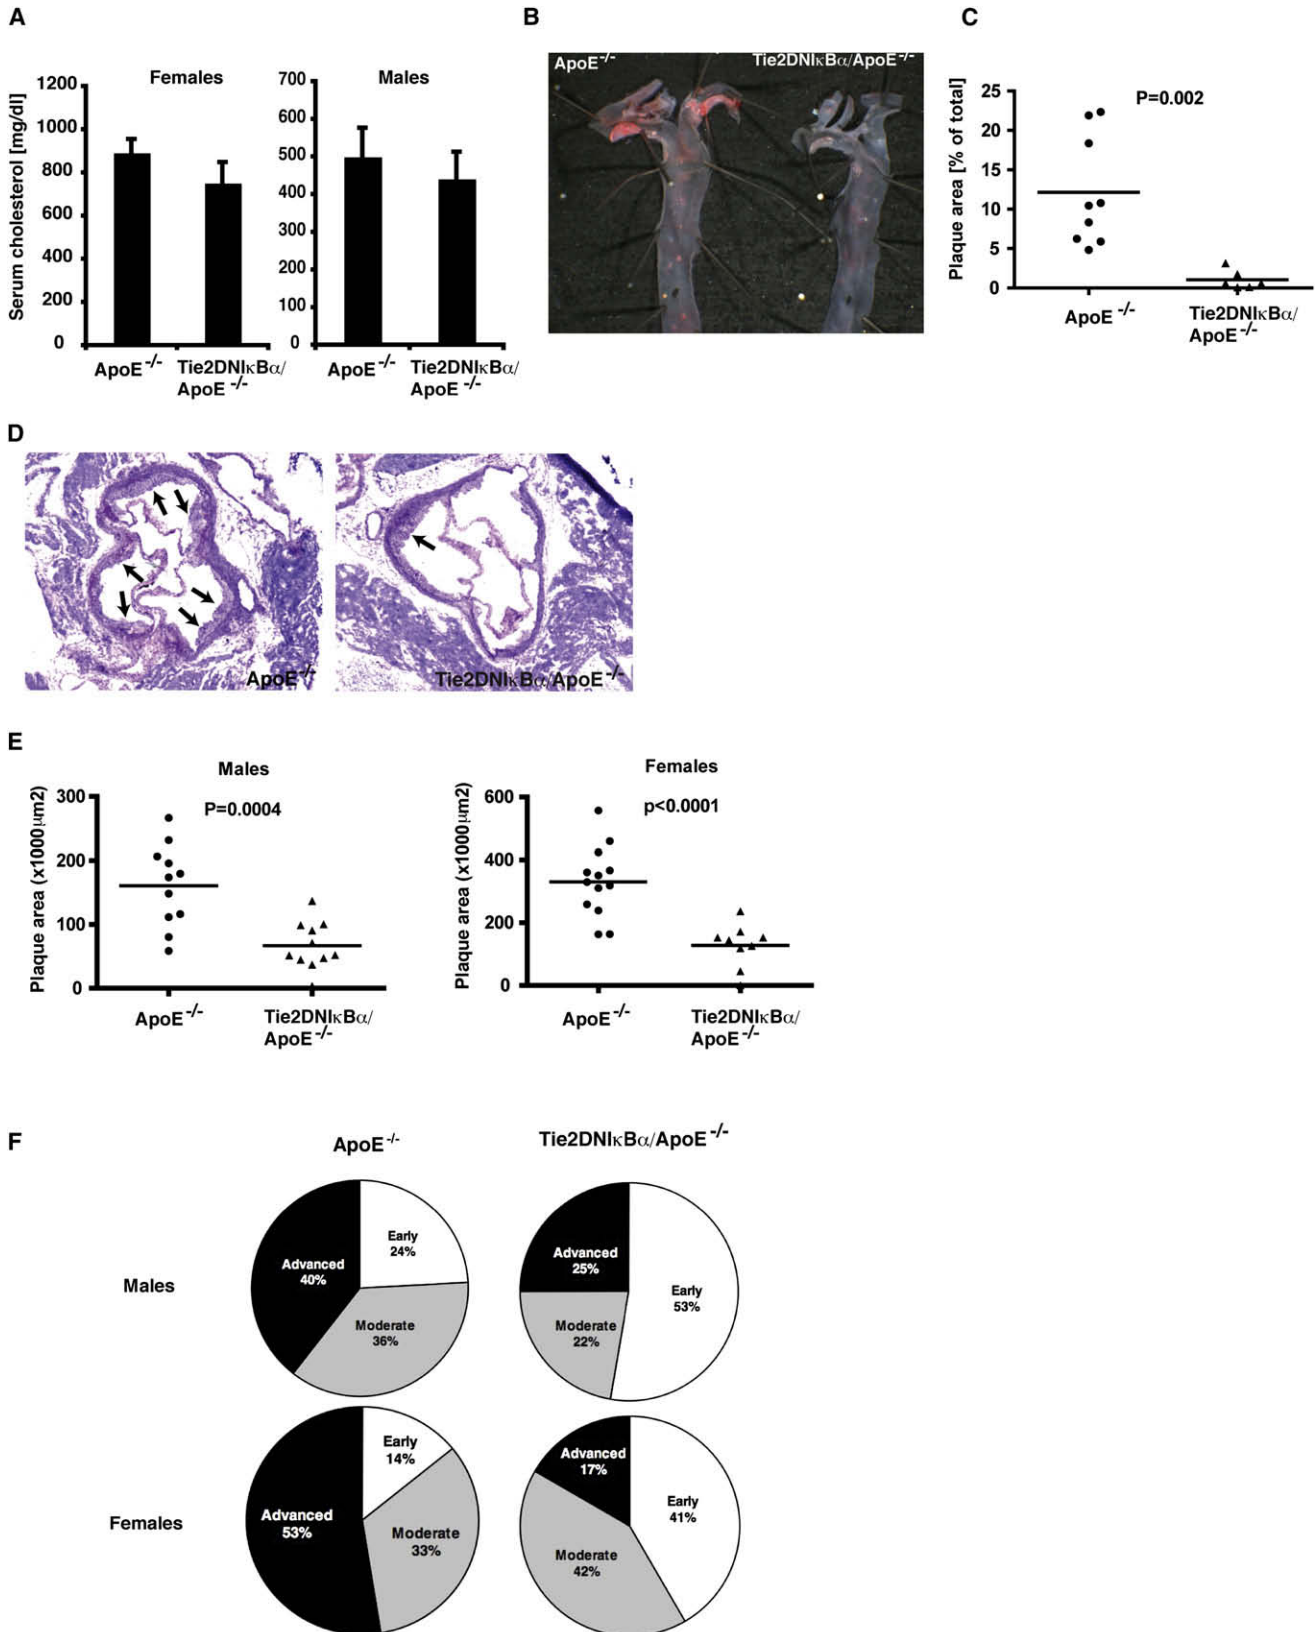 A
B
C
Females
Males
Serum cholesterol [mg/dl]
1200
1000
800
600
400
200
0
ApoE-/-
Tie2DNIκBα/
ApoE-/-
700
600
500
400
300
200
100
0
ApoE-/-
Tie2DNIκBα/
ApoE-/-
ApoE-/-
Tie2DNIκBα/ApoE-/-
P=0.002
Plaque area [% of total]
25
20
15
10
5
0
ApoE-/-
Tie2DNIκBα/
ApoE-/-
D
ApoE-/-
Tie2DNIκBα/ApoE-/-
E
Males
P=0.0004
Plaque area (x1000μm2)
300
200
100
0
ApoE-/-
Tie2DNIκBα/
ApoE-/-
Females
p<0.0001
Plaque area (x1000μm2)
600
400
200
0
ApoE-/-
Tie2DNIκBα/
ApoE-/-
F
ApoE-/-
Tie2DNIκBα/ApoE-/-
Males
Advanced
40%
Early
24%
Moderate
36%
Advanced
25%
Early
53%
Moderate
22%
Females
Advanced
53%
Early
14%
Moderate
33%
Advanced
17%
Early
41%
Moderate
42%